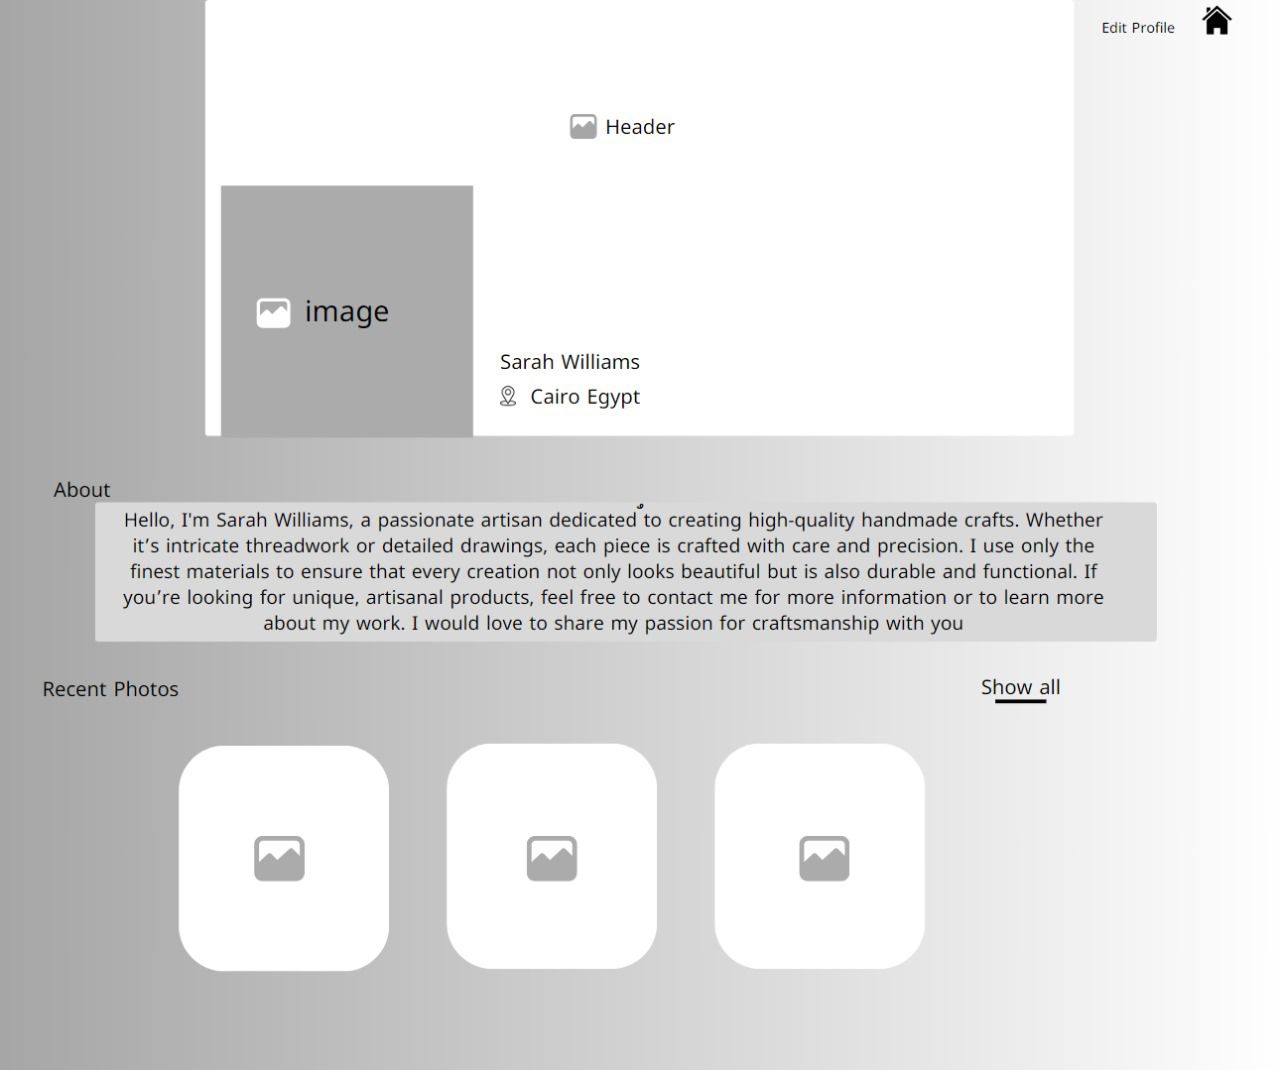 Edit Profile
Header
image
Sarah Williams
Cairo Egypt
About
Hello, I'm Sarah Williams, a passionate artisan dedicated to creating high-quality handmade crafts. Whether
it’s intricate threadwork or detailed drawings, each piece is crafted with care and precision. I use only the
finest materials to ensure that every creation not only looks beautiful but is also durable and functional. If
you’re looking for unique, artisanal products, feel free to contact me for more information or to learn more
about my work. I would love to share my passion for craftsmanship with you
Recent Photos
Show all